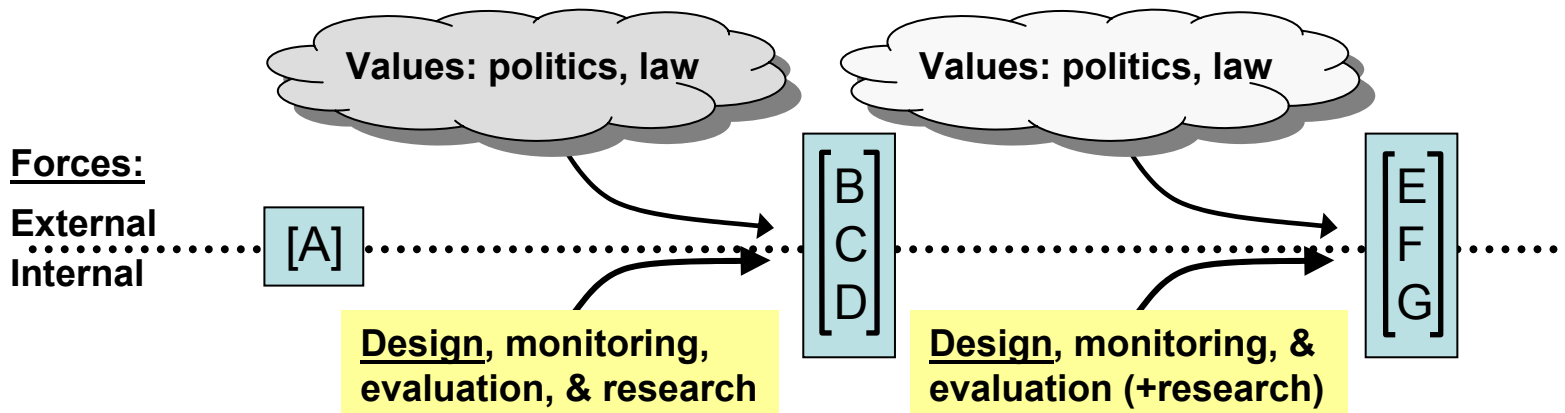 Values: politics, law
Values: politics, law
Forces:
External
Internal
[A]
B
C
D
E
F
G
Design, monitoring,
evaluation, & research
Design, monitoring, &
evaluation (+research)